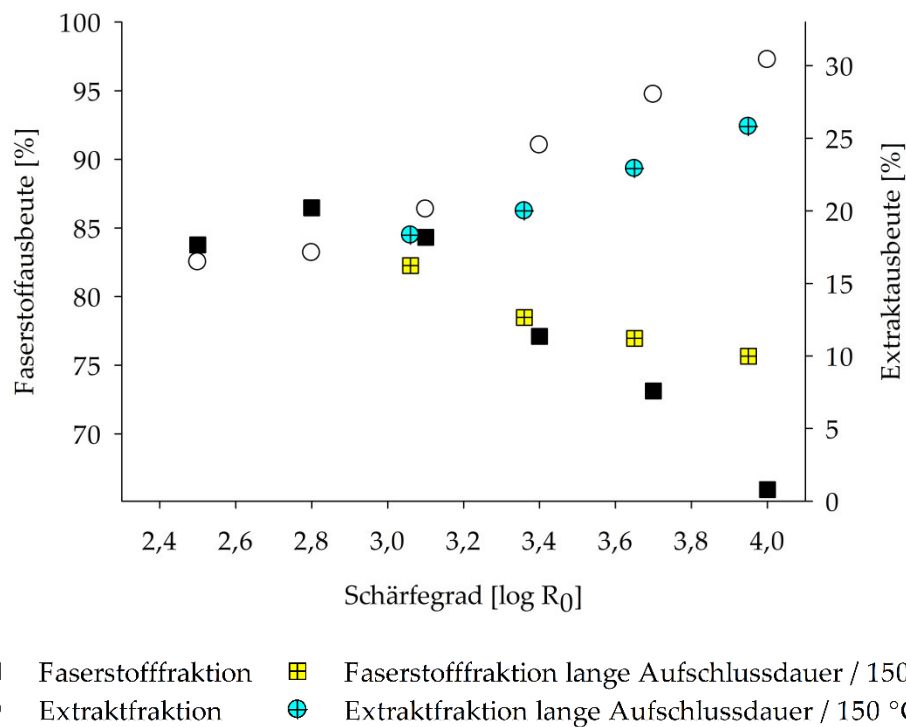 100
95
90
85
80
75
70
Faserstoffausbeute [%]
30
25
20
15
10
5
0
Extraktausbeute [%]
2,4 2,6 2,8 3,0 3,2 3,4 3,6 3,8 4,0
Schärfegrad [log R0]
Faserstofffraktion Faserstofffraktion lange Aufschlussdauer / 150
Extraktfraktion Extraktfraktion lange Aufschlussdauer / 150 °C